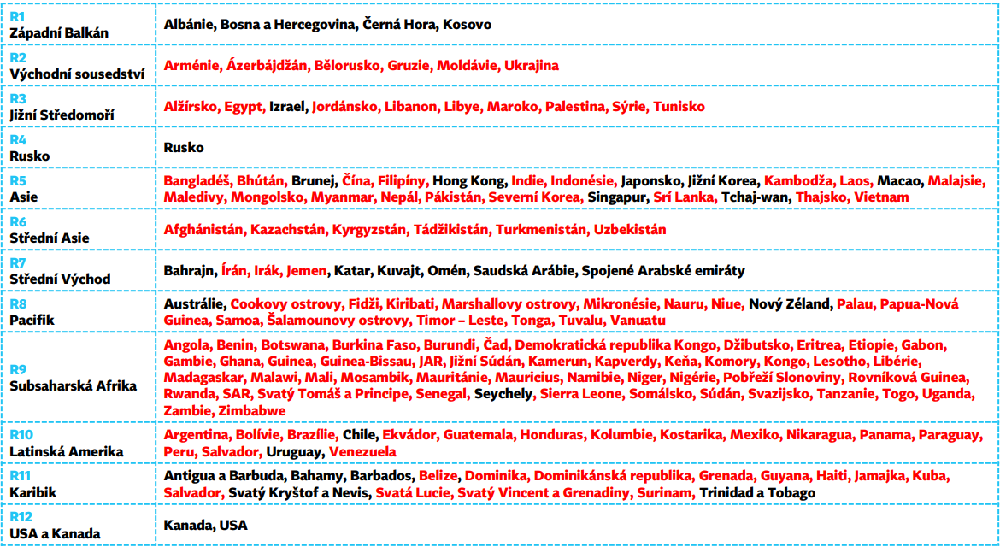 R1
Západní Balkán
Albánie, Bosna a Hercegovina, Černá Hora, Kosovo
R2
Východní sousedství
Arménie, Ázerbájdžán, Bělorusko, Gruzie, Moldávie, Ukrajina
R3
Jižní Středomoří
Alžírsko, Egypt, Izrael, Jordánsko, Libanon, Libye, Maroko, Palestina, Sýrie, Tunisko
R4
Rusko
Rusko
R5
Asie
Bangladéš, Bhútán, Brunej, Čína, Filipíny, Hong Kong, Indie, Indonésie, Japonsko, Jižní Korea, Kambodža, Laos, Macao, Malajsie,
Maledivy, Mongolsko, Myanmar, Nepál, Pákistán, Severní Korea, Singapur, Srí Lanka, Tchaj-wan, Thajsko, Vietnam
R6
Střední Asie
Afghánistán, Kazachstán, Kyrgyzstán, Tádžikistán, Turkmenistán, Uzbekistán
R7
Střední Východ
Bahrajn, Írán, Irák, Jemen, Katar, Kuvajt, Omén, Saudská Arábie, Spojené Arabské emiráty
R8
Pacifik
Austrálie, Cookovy ostrovy, Fidži, Kiribati, Marshallovy ostrovy, Mikronésie, Nauru, Niue, Nový Zéland, Palau, Papua-Nová
Guinea, Samoa, Šalamounovy ostrovy, Timor – Leste, Tonga, Tuvalu, Vanuatu
R9
Subsaharská Afrika
Angola, Benin, Botswana, Burkina Faso, Burundi, Čad, Demokratická republika Kongo, Džibutsko, Eritrea, Etiopie, Gabon,
Gambie, Ghana, Guinea, Guinea-Bissau, JAR, Jižní Súdán, Kamerun, Kapverdy, Keňa, Komory, Kongo, Lesotho, Libérie,
Madagaskar, Malawi, Mali, Mosambik, Mauritánie, Mauricius, Namibie, Niger, Nigérie, Pobřeží Slonoviny, Rovníková Guinea,
Rwanda, SAR, Svatý Tomáš a Principe, Senegal, Seychely, Sierra Leone, Somálsko, Súdán, Svazijsko, Tanzanie, Togo, Uganda,
Zambie, Zimbabwe
R10
Latinská Amerika
Argentina, Bolívie, Brazílie, Chile, Ekvádor, Guatemala, Honduras, Kolumbie, Kostarika, Mexiko, Nikaragua, Panama, Paraguay,
Peru, Salvador, Uruguay, Venezuela
R11
Karibik
Antigua a Barbuda, Bahamy, Barbados, Belize, Dominika, Dominikánská republika, Grenada, Guyana, Haiti, Jamajka, Kuba,
Salvador, Svatý Kryštof a Nevis, Svatá Lucie, Svatý Vincent a Grenadiny, Surinam, Trinidad a Tobago
R12
USA a Kanada
Kanada, USA